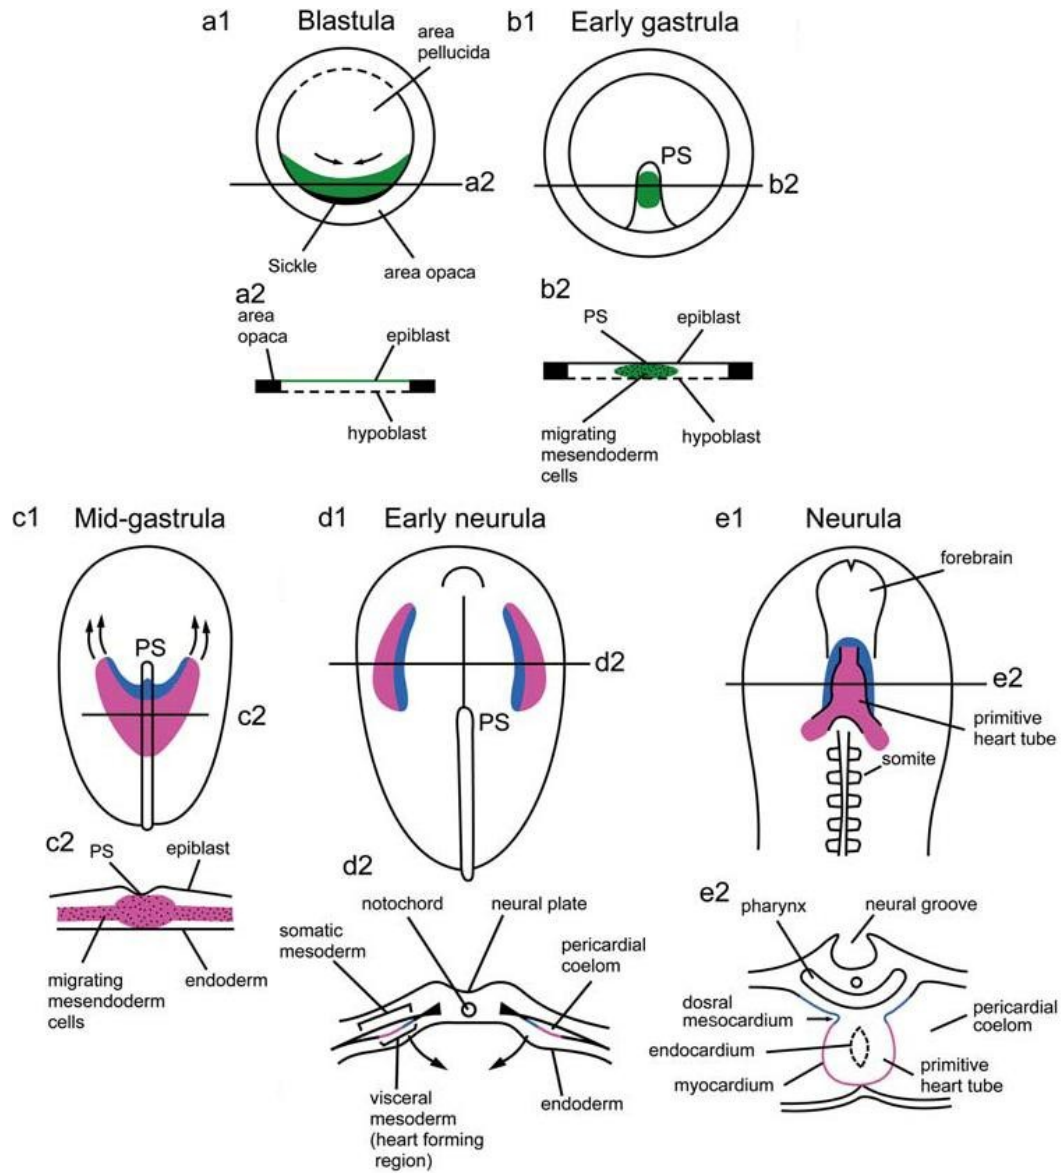 a1
Blastula
area
pellucida
a2
Sickle
area opaca
b1
Early gastrula
PS
b2
a2
area
opaca
epiblast
hypoblast
b2
PS
epiblast
migrating
mesendoderm
cells
hypoblast
c1
Mid-gastrula
PS
c2
d1
Early neurula
d2
PS
e1
Neurula
forebrain
e2
primitive
heart tube
somite
c2
PS
epiblast
migrating
mesendoderm
cells
endoderm
d2
notochord
neural plate
somatic
mesoderm
pericardial
coelom
visceral
mesoderm
(heart forming
region)
endoderm
e2
pharynx
neural groove
dosral
mesocardium
pericardial
coelom
endocardium
myocardium
primitive
heart tube